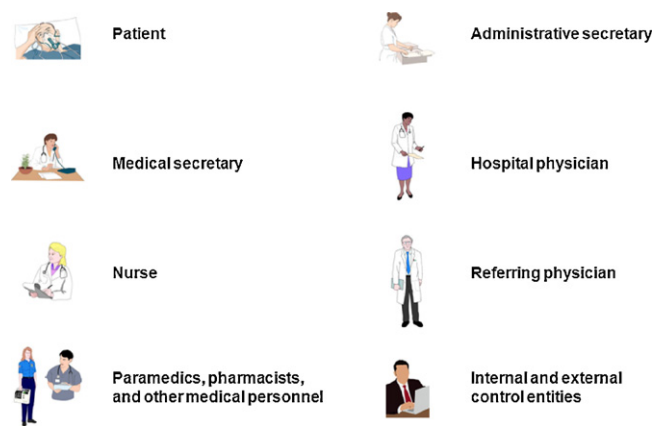 Patient
Administrative secretary
Medical secretary
Hospital physician
Nurse
Referring physician
Paramedics, pharmacists,
and other medical personnel
Internal and external
control entities